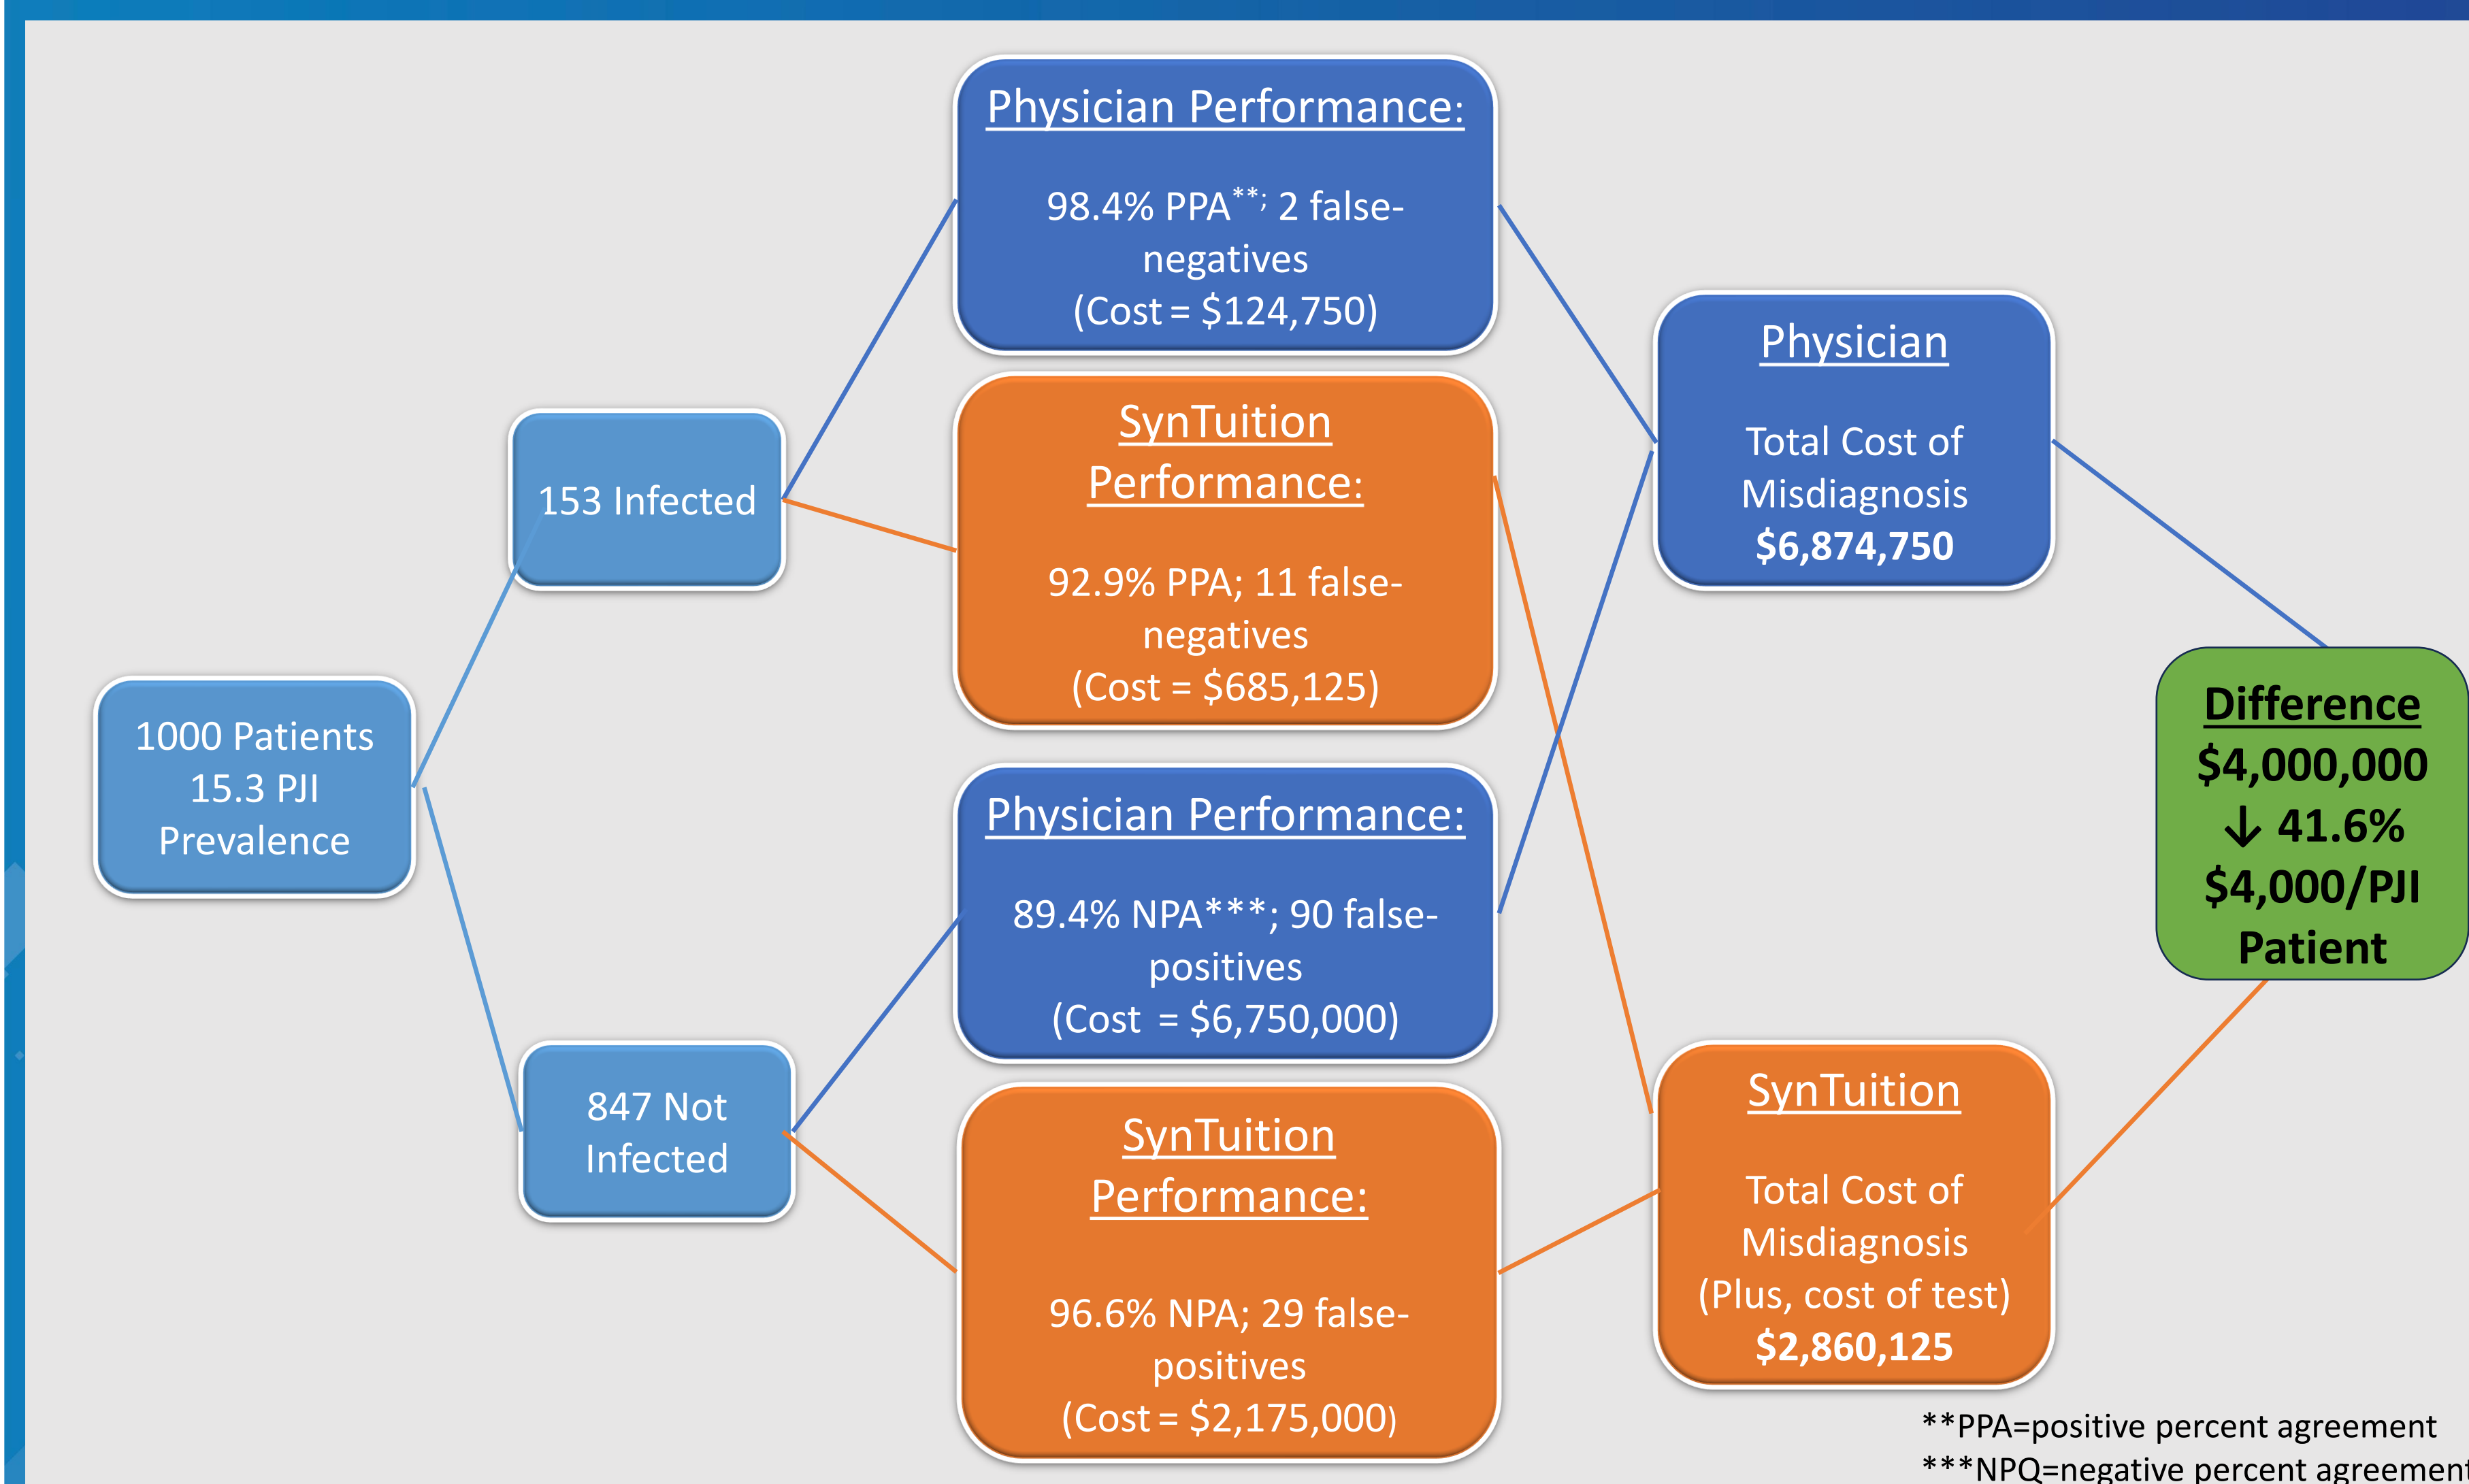 1000 Patients
15.3 PJI
Prevalence
153 Infected
847 Not
Infected
Physician Performance:
98.4% PPA**; 2 false-
negatives
(Cost = $124,750)
SynTuition
Performance:
92.9% PPA; 11 false-
negatives
(Cost = $685,125)
Physician Performance:
89.4% NPA***; 90 false-
positives
(Cost = $6,750,000)
SynTuition
Performance:
96.6% NPA; 29 false-
positives
(Cost = $2,175,000)
Physician
Total Cost of
Misdiagnosis
$6,874,750
SynTuition
Total Cost of
Misdiagnosis
(Plus, cost of test)
$2,860,125
Difference
$4,000,000
↓ 41.6%
$4,000/PJI
Patient
**PPA=positive percent agreement
***NPQ=negative percent agreement